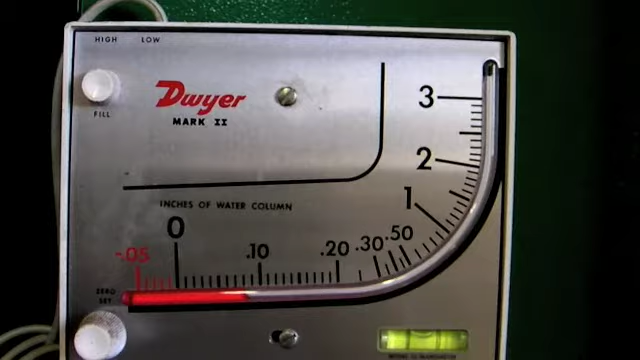 HIGH LOW
FILL
Dwyer
MARK II
3
2
1
INCHES OF WATER COLUMN
-.05 0 .10 .20 .30 .50
ZERO
SET